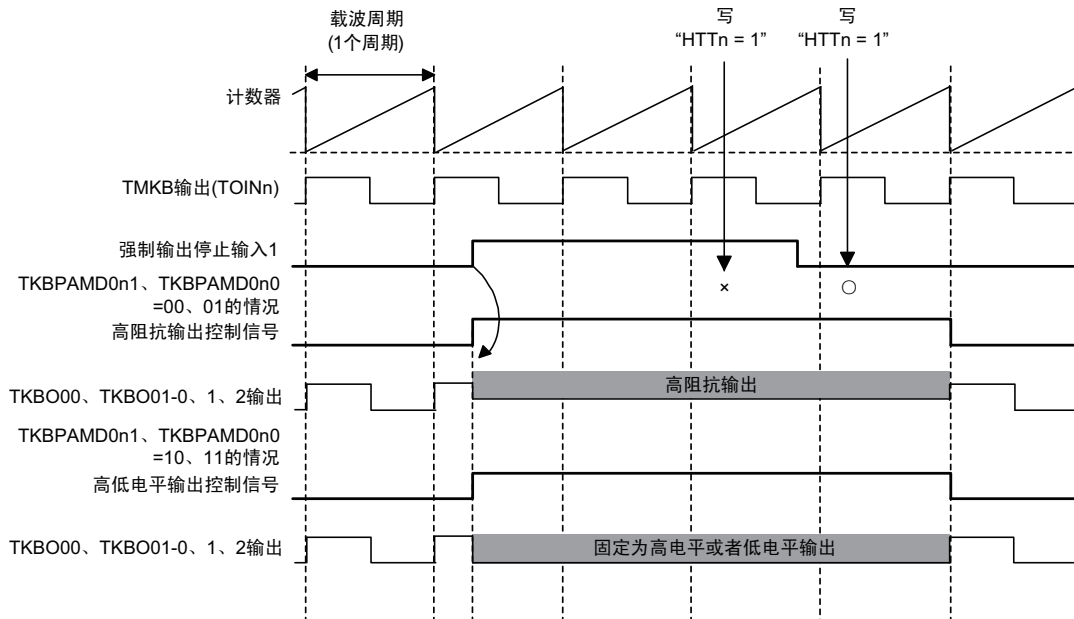 载波周期
(1个周期)
写
“HTTn = 1”
写
“HTTn = 1”
计数器
TMKB输出(TOINn)
强制输出停止输入1
×
○
TKBPAMD0n1、TKBPAMD0n0
=00、01的情况
高阻抗输出控制信号
TKBO00、TKBO01-0、1、2输出
高阻抗输出
TKBPAMD0n1、TKBPAMD0n0
=10、11的情况
高低电平输出控制信号
TKBO00、TKBO01-0、1、2输出
固定为高电平或者低电平输出